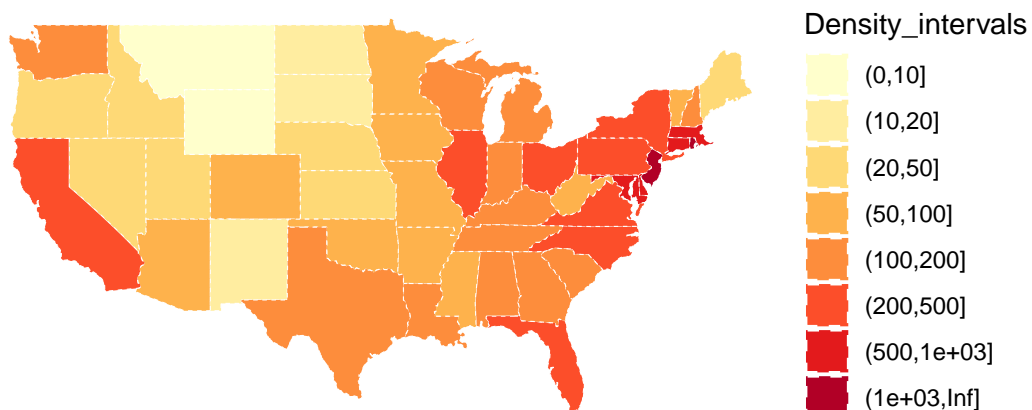 Density_intervals
(0,10]
(10,20]
(20,50]
(50,100]
(100,200]
(200,500]
(500,1e+03]
(1e+03,Inf]